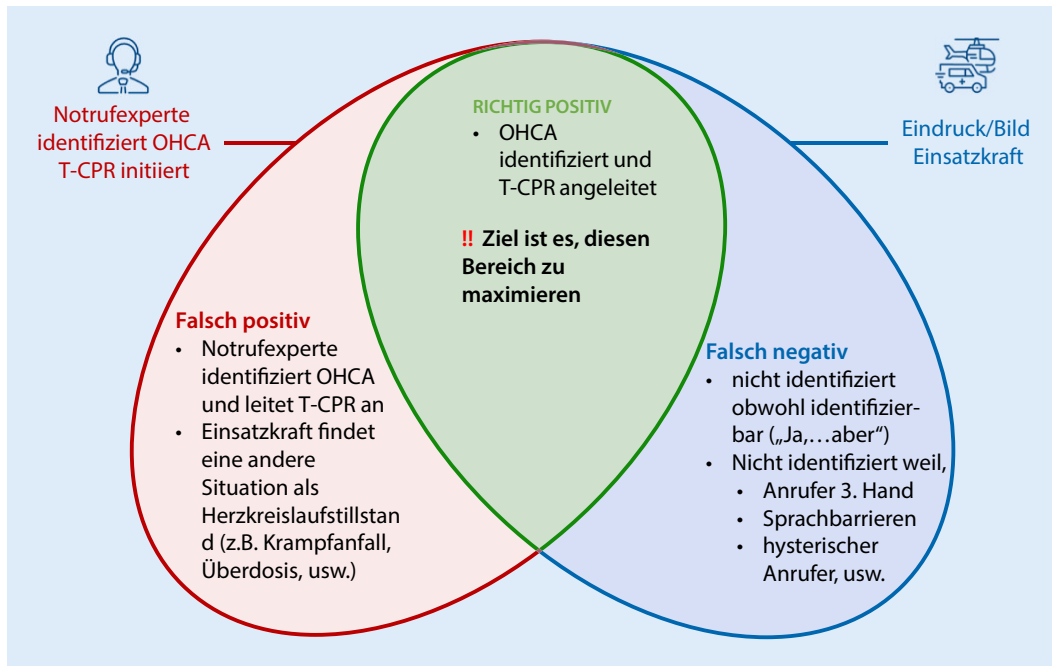 Notrufexperte
identifiziert OHCA
T-CPR initiiert
RICHTIG POSITIV
• OHCA
identifiziert und
T-CPR angeleitet
!! Ziel ist es, diesen
Bereich zu
maximieren
Eindruck/Bild
Einsatzkraft
Falsch positiv
• Notrufexperte
identifiziert OHCA
und leitet T-CPR an
• Einsatzkraft findet
eine andere
Situation als
Herzkreislaufstillstan
d (z.B. Krampfanfall,
Überdosis, usw.)
Falsch negativ
• nicht identifiziert
obwohl identifizier-
bar („Ja,…aber“)
• Nicht identifiziert weil,
• Anrufer 3. Hand
• Sprachbarrieren
• hysterischer
Anrufer, usw.